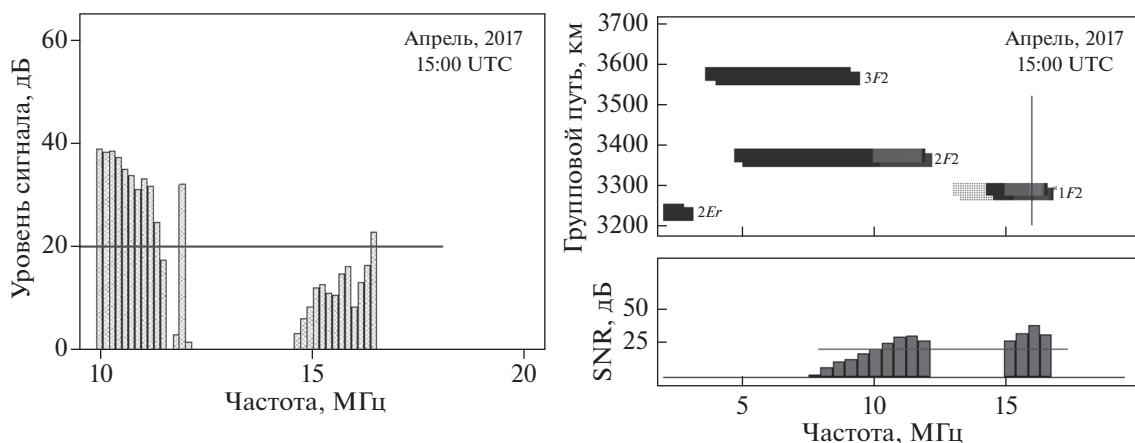 60
40
20
0
Уровень сигнала, дБ
Апрель, 2017
15:00 UTC
10
15
20
Частота, МГц
3700
3600
3500
3400
3300
3200
Групповой путь, км
Апрель, 2017
15:00 UTC
3F2
2F2
*1F2
2Er
50
25
SNR, дБ
5
10
15
Частота, МГц